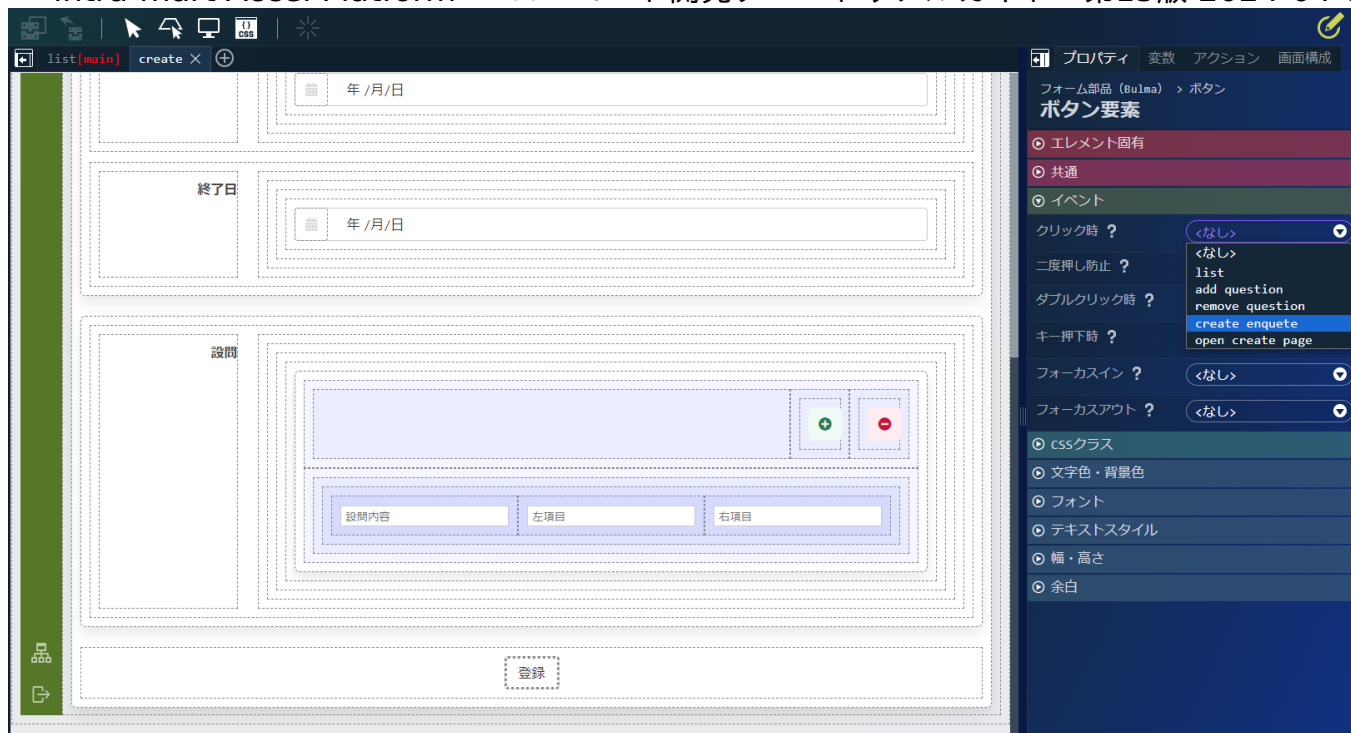 {}
CSS
list[main] create
プロパティ 変数 アクション 画面構成
フォーム部品 (Bulma) > ボタン
ボタン要素
エレメント固有
共通
イベント
クリック時 ? <なし>
<なし>
list
add question
remove question
create enquete
open create page
二度押し防止 ?
ダブルクリック時 ?
キー押下時 ?
フォーカスイン ? <なし>
フォーカスアウト ? <なし>
cssクラス
文字色・背景色
フォント
テキストスタイル
幅・高さ
余白
年 /月/日
終了日
年 /月/日
設問
設問内容 左項目 右項目
登録